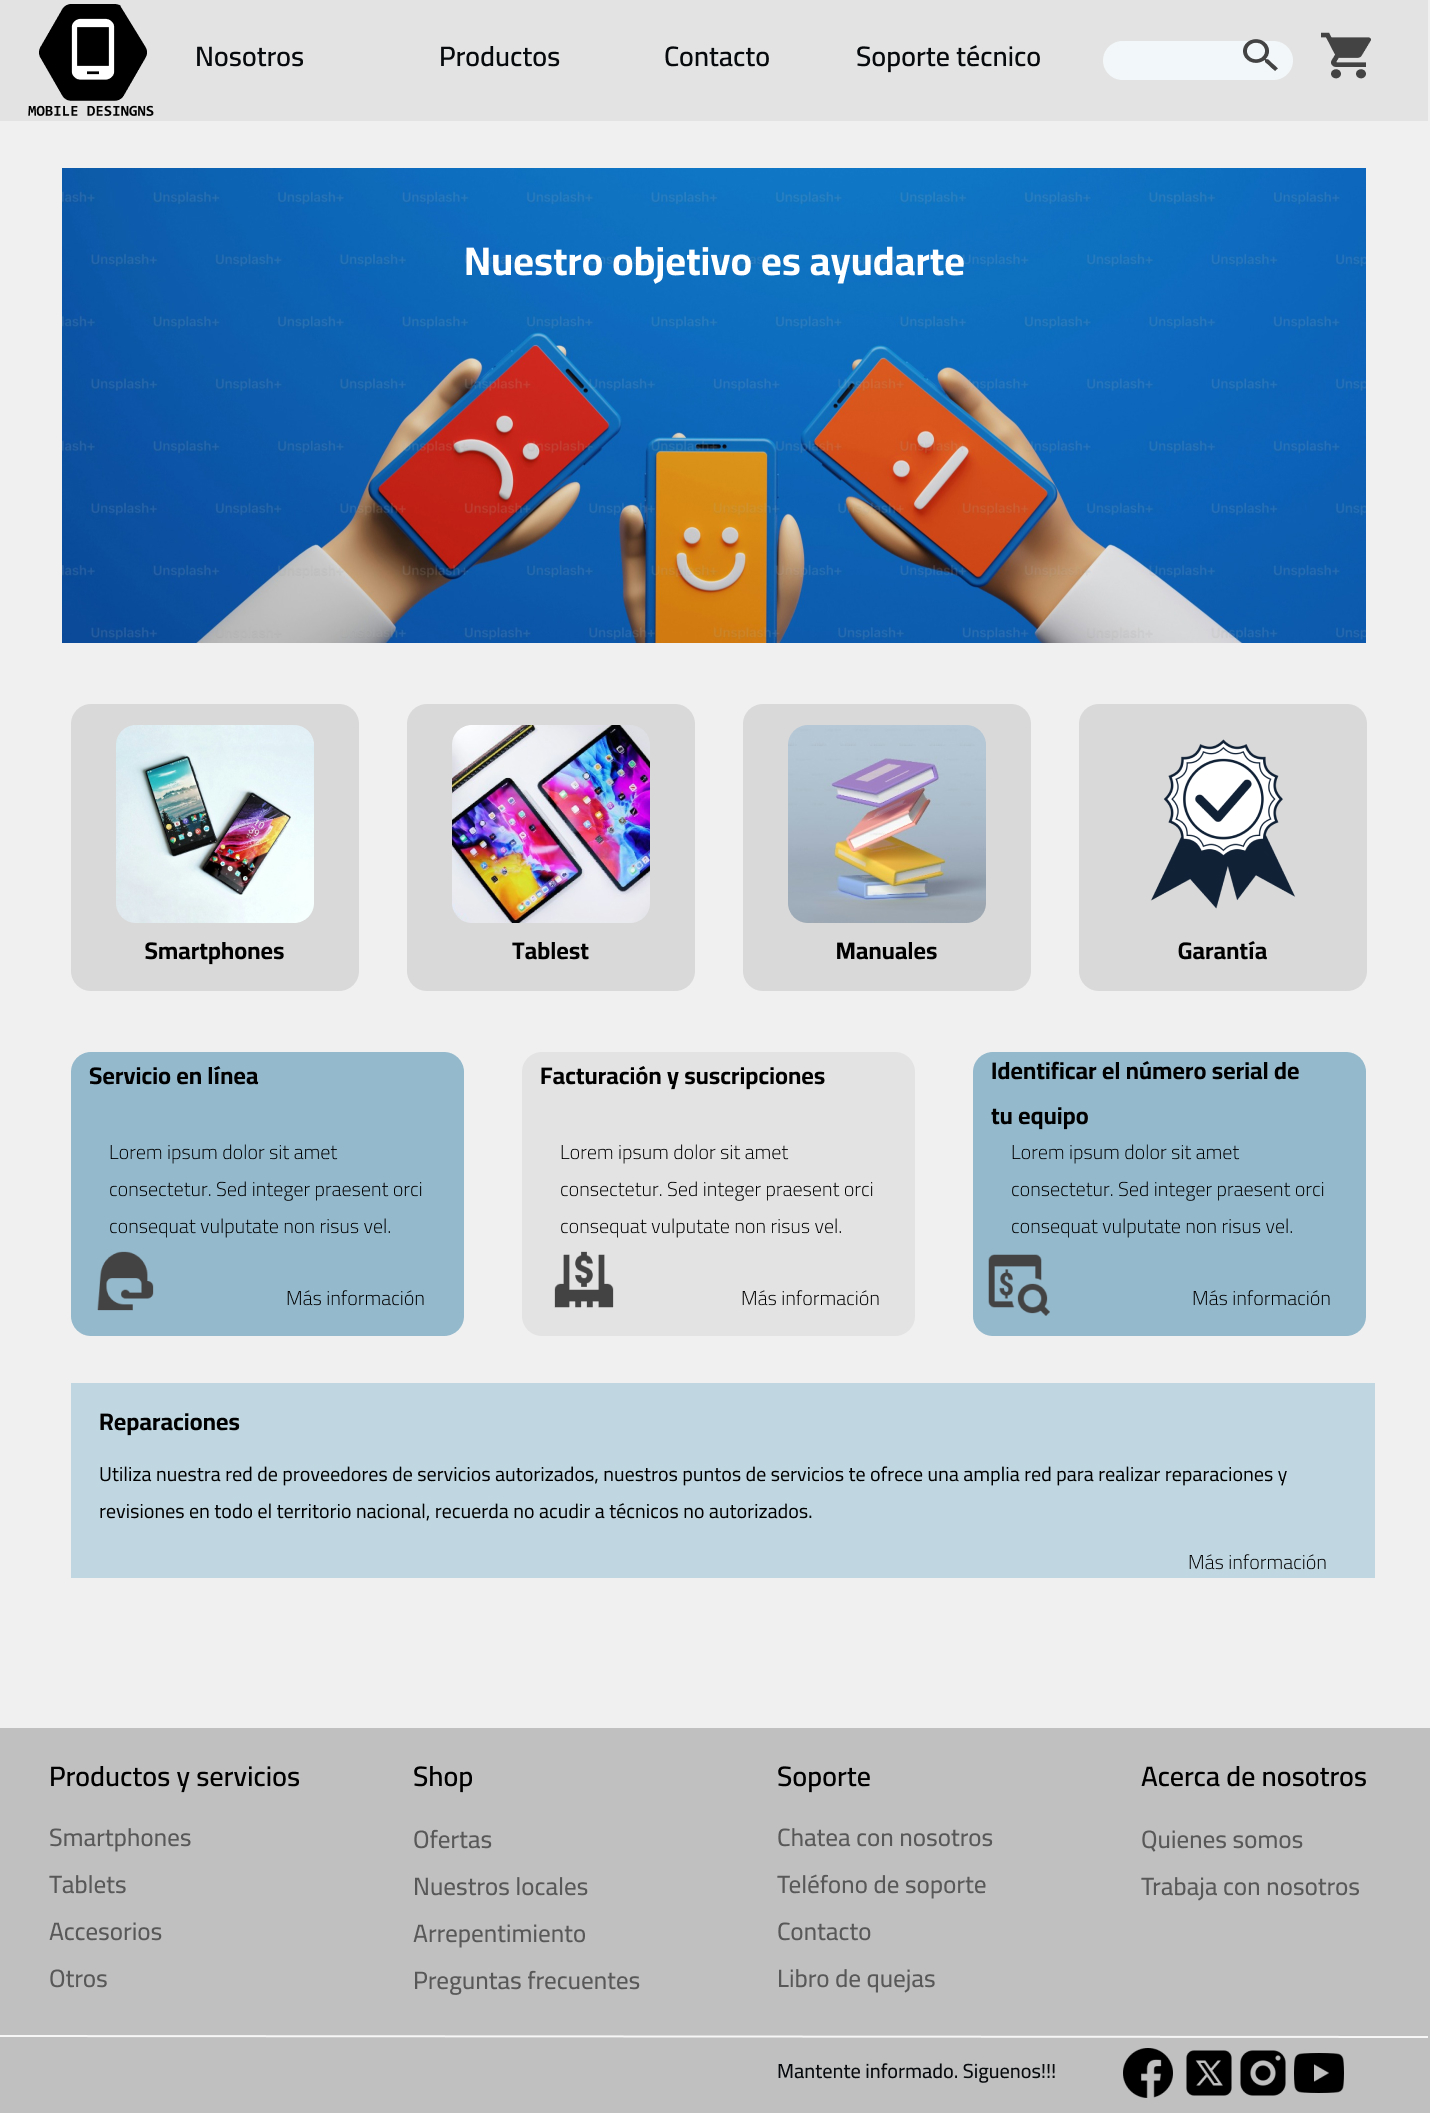 MOBILE DESINGNS
Nosotros
Productos
Contacto
Soporte técnico
Nuestro objetivo es ayudarte
Smartphones
Tablest
Manuales
Garantía
Servicio en línea
Lorem ipsum dolor sit amet
consectetur. Sed integer praesent orci
consequat vulputate non risus vel.
Más información
Facturación y suscripciones
Lorem ipsum dolor sit amet
consectetur. Sed integer praesent orci
consequat vulputate non risus vel.
Más información
Identificar el número serial de
tu equipo
Lorem ipsum dolor sit amet
consectetur. Sed integer praesent orci
consequat vulputate non risus vel.
Más información
Reparaciones
Utiliza nuestra red de proveedores de servicios autorizados, nuestros puntos de servicios te ofrece una amplia red para realizar reparaciones y
revisiones en todo el territorio nacional, recuerda no acudir a técnicos no autorizados.
Más información
Productos y servicios
Smartphones
Tablets
Accesorios
Otros
Shop
Ofertas
Nuestros locales
Arrepentimiento
Preguntas frecuentes
Soporte
Chatea con nosotros
Teléfono de soporte
Contacto
Libro de quejas
Acerca de nosotros
Quienes somos
Trabaja con nosotros
Mantente informado. Siguenos!!!